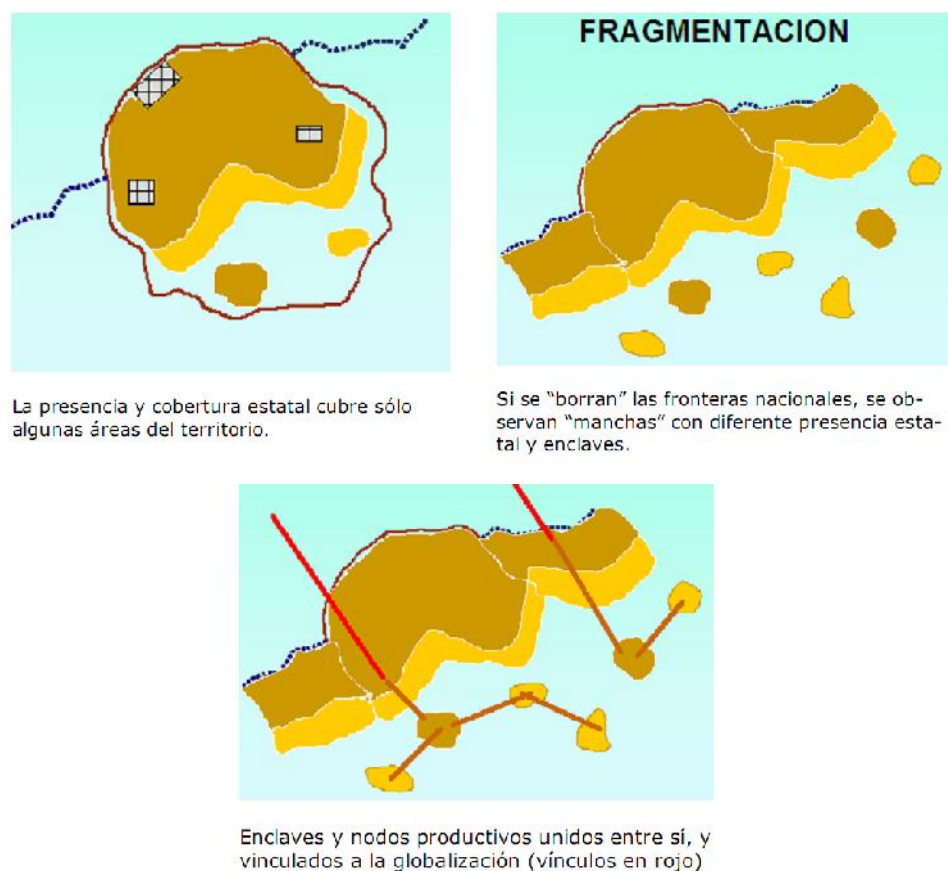 FRAGMENTACION
La presencia y cobertura estatal cubre sólo
algunas áreas del territorio.
Si se “borran” las fronteras nacionales, se ob-
servan “manchas” con diferente presencia esta-
tal y enclaves.
Enclaves y nodos productivos unidos entre sí, y
vinculados a la globalización (vínculos en rojo)